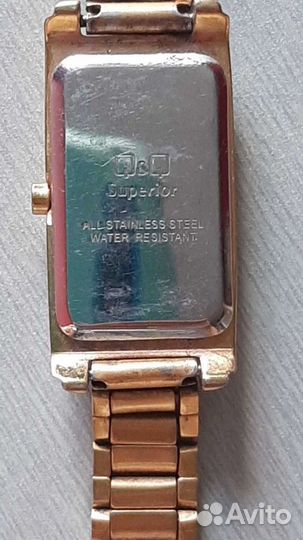 Q&Q
Superior
ALL STAINLESS STEEL
WATER RESISTANT
Avito